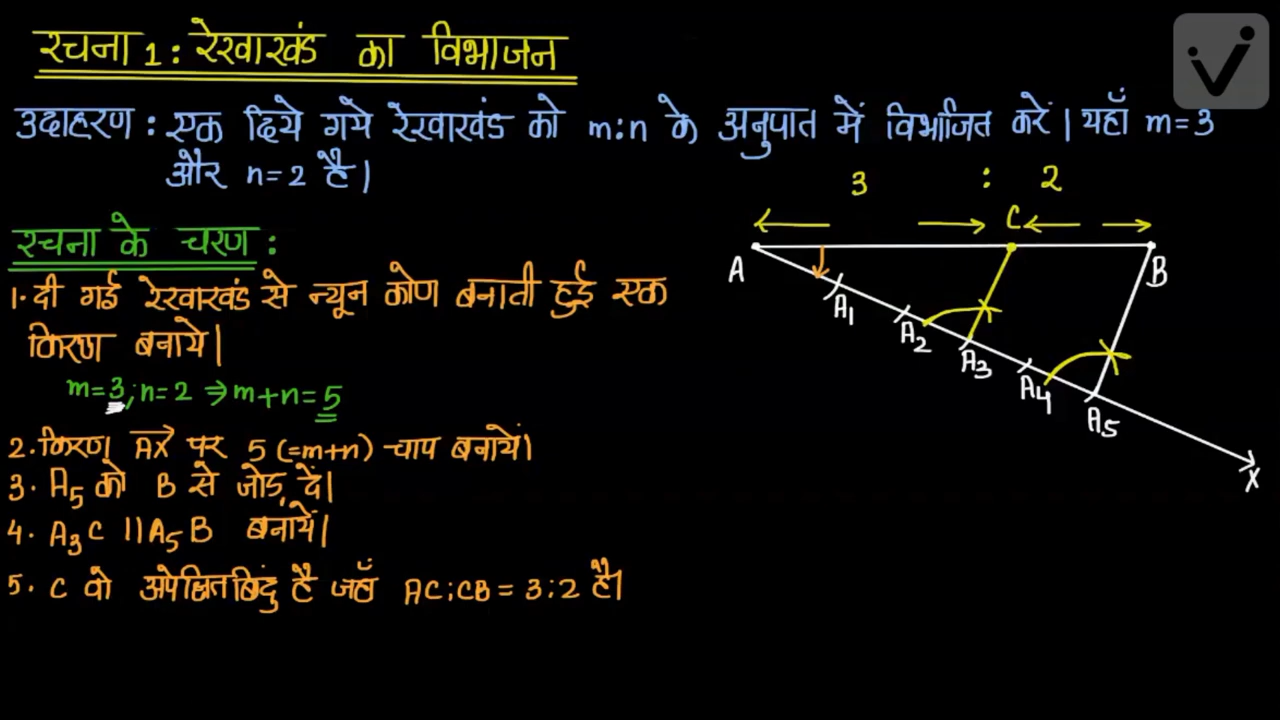 रचना 1: रेखाखंड का विभाजन
उदाहरण: एक दिये गये रेखाखंड को m:n के अनुपात में विभाजित करें। यहाँ m=3
और n=2 है।
3 : 2
रचना के चरण:
C
A
B
1. दी गई रेखाखंड से न्यून कोण बनाती हुई एक
किरण बनाये।
A1
A2
A3
A4
A5
X
m=3; n=2 ⇒ m+n=5
2. किरण AX→ पर 5 (=m+n) चाप बनायें।
3. A5 को B से जोड़ दें।
4. A3C || A5B बनायें।
5. C वो अपेक्षित बिंदु है जहाँ AC:CB = 3:2 है।